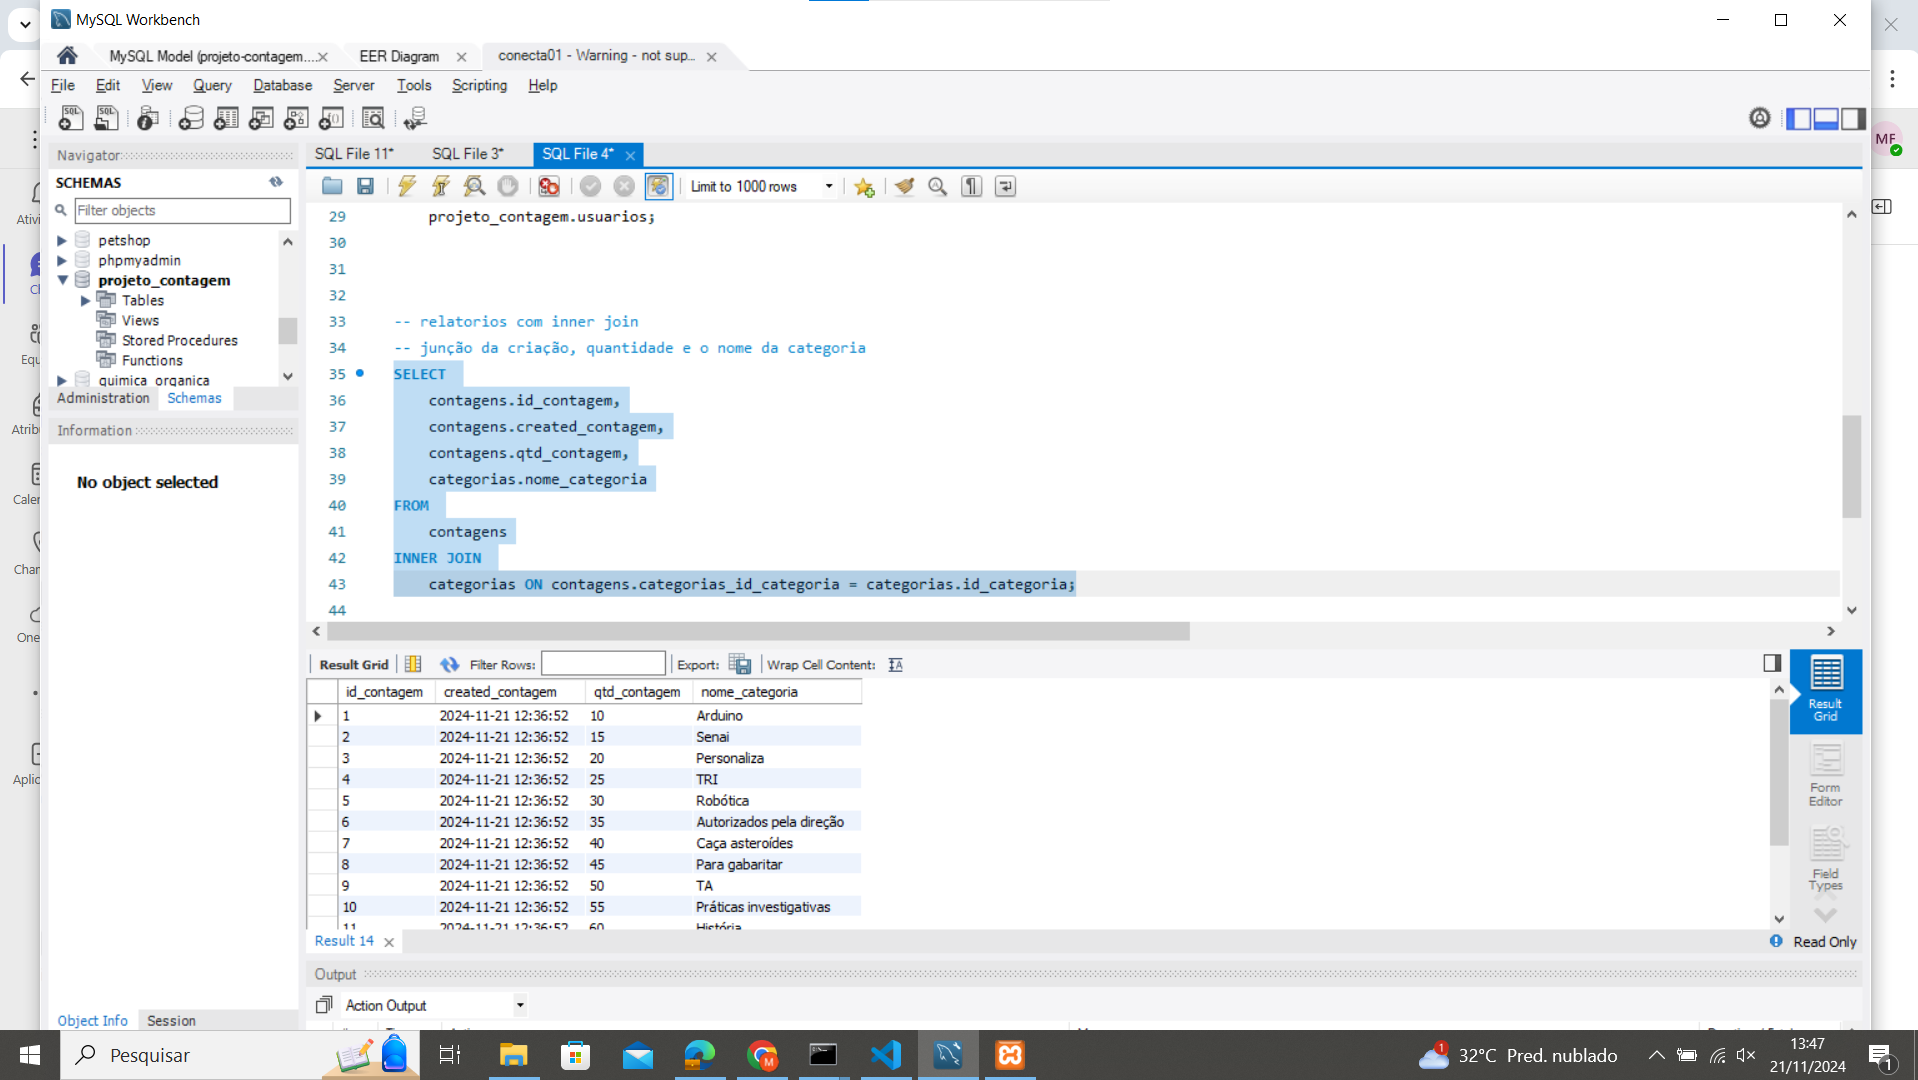 MySQL Workbench
MySQL Model (projeto-contagem....
EER Diagram
conecta01 - Warning - not sup...
File Edit View Query Database Server Tools Scripting Help
MF
Navigator
SCHEMAS
Filter objects
petshop
phpmyadmin
projeto_contagem
Tables
Views
Stored Procedures
Functions
quimica_organica
Administration Schemas
Information
No object selected
Object Info Session
SQL File 11* SQL File 3* SQL File 4*
Limit to 1000 rows
29 projeto_contagem.usuarios;
30
31
32
33 -- relatorios com inner join
34 -- junção da criação, quantidade e o nome da categoria
35 SELECT
36 contagens.id_contagem,
37 contagens.created_contagem,
38 contagens.qtd_contagem,
39 categorias.nome_categoria
40 FROM
41 contagens
42 INNER JOIN
43 categorias ON contagens.categorias_id_categoria = categorias.id_categoria;
44
Result Grid Filter Rows: Export: Wrap Cell Content:
id_contagem created_contagem qtd_contagem nome_categoria
1 2024-11-21 12:36:52 10 Arduino
2 2024-11-21 12:36:52 15 Senai
3 2024-11-21 12:36:52 20 Personaliza
4 2024-11-21 12:36:52 25 TRI
5 2024-11-21 12:36:52 30 Robótica
6 2024-11-21 12:36:52 35 Autorizados pela direção
7 2024-11-21 12:36:52 40 Caça asteroídes
8 2024-11-21 12:36:52 45 Para gabaritar
9 2024-11-21 12:36:52 50 TA
10 2024-11-21 12:36:52 55 Práticas investigativas
11 2024-11-21 12:36:52 60 História
Result Grid
Form Editor
Field Types
Result 14
Read Only
Output
Action Output
Pesquisar
1
32°C Pred. nublado
13:47
21/11/2024
1